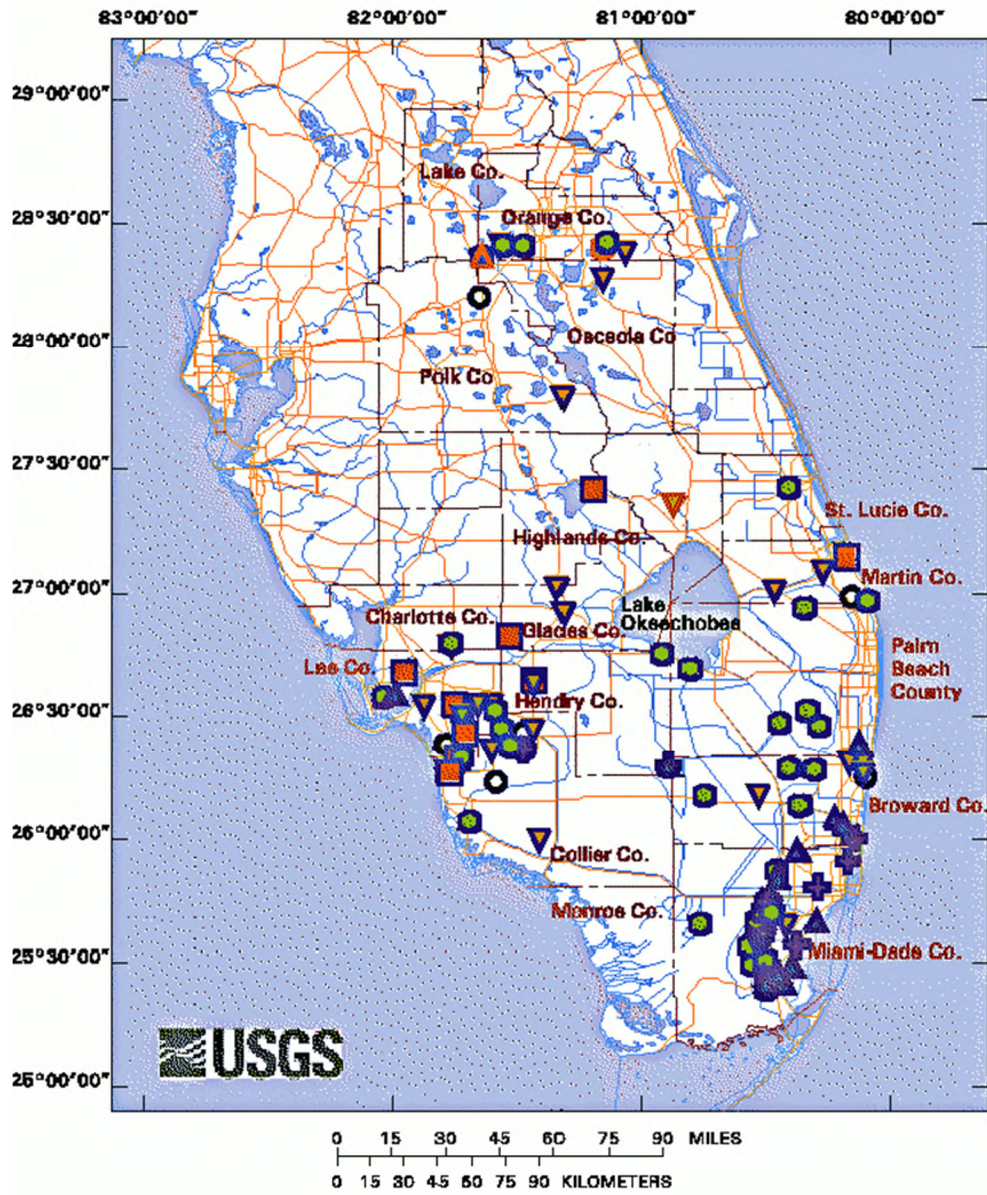 83°00'00" 82°00'00" 81°00'00" 80°00'00"
29°00'00"
Lake Co.
28°30'00"
Orange Co.
28°00'00"
Osceola Co
Polk Co
27°30'00"
St. Lucie Co.
Highlands Co.
27°00'00"
Martin Co.
Lake
Okeechobee
Charlotte Co.
Glades Co.
Palm
Beach
County
Lee Co.
26°30'00"
Hendry Co.
Broward Co.
26°00'00"
Collier Co.
Monroe Co.
25°30'00"
Miami-Dade Co.
USGS
25°00'00"
0 15 30 45 60 75 90 MILES
0 15 30 45 60 75 90 KILOMETERS